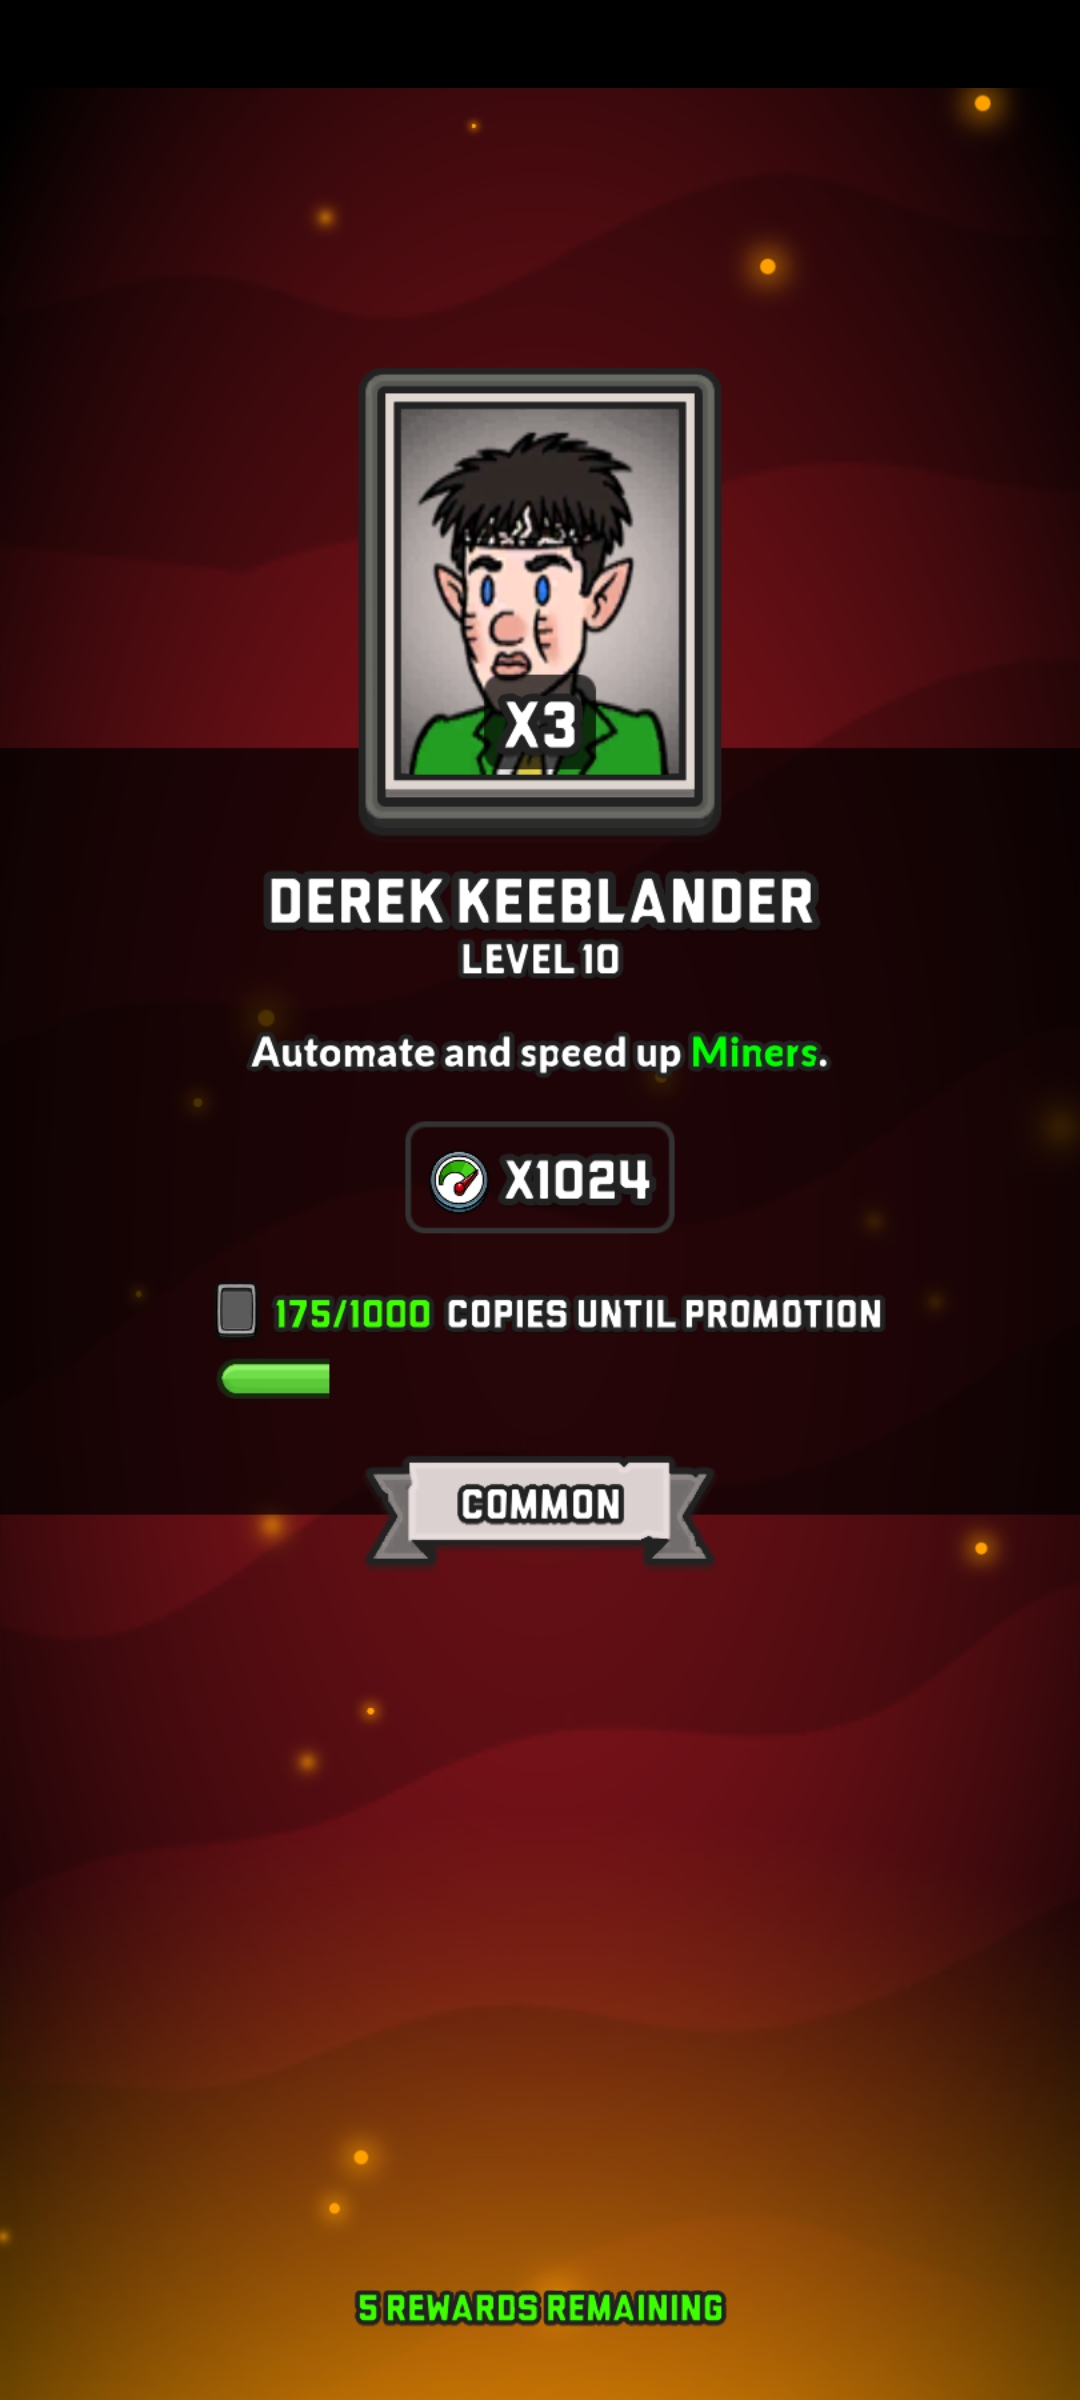 X3
DEREK KEEBLANDER
LEVEL 10
Automate and speed up Miners.
X1024
175/1000 COPIES UNTIL PROMOTION
COMMON
5 REWARDS REMAINING